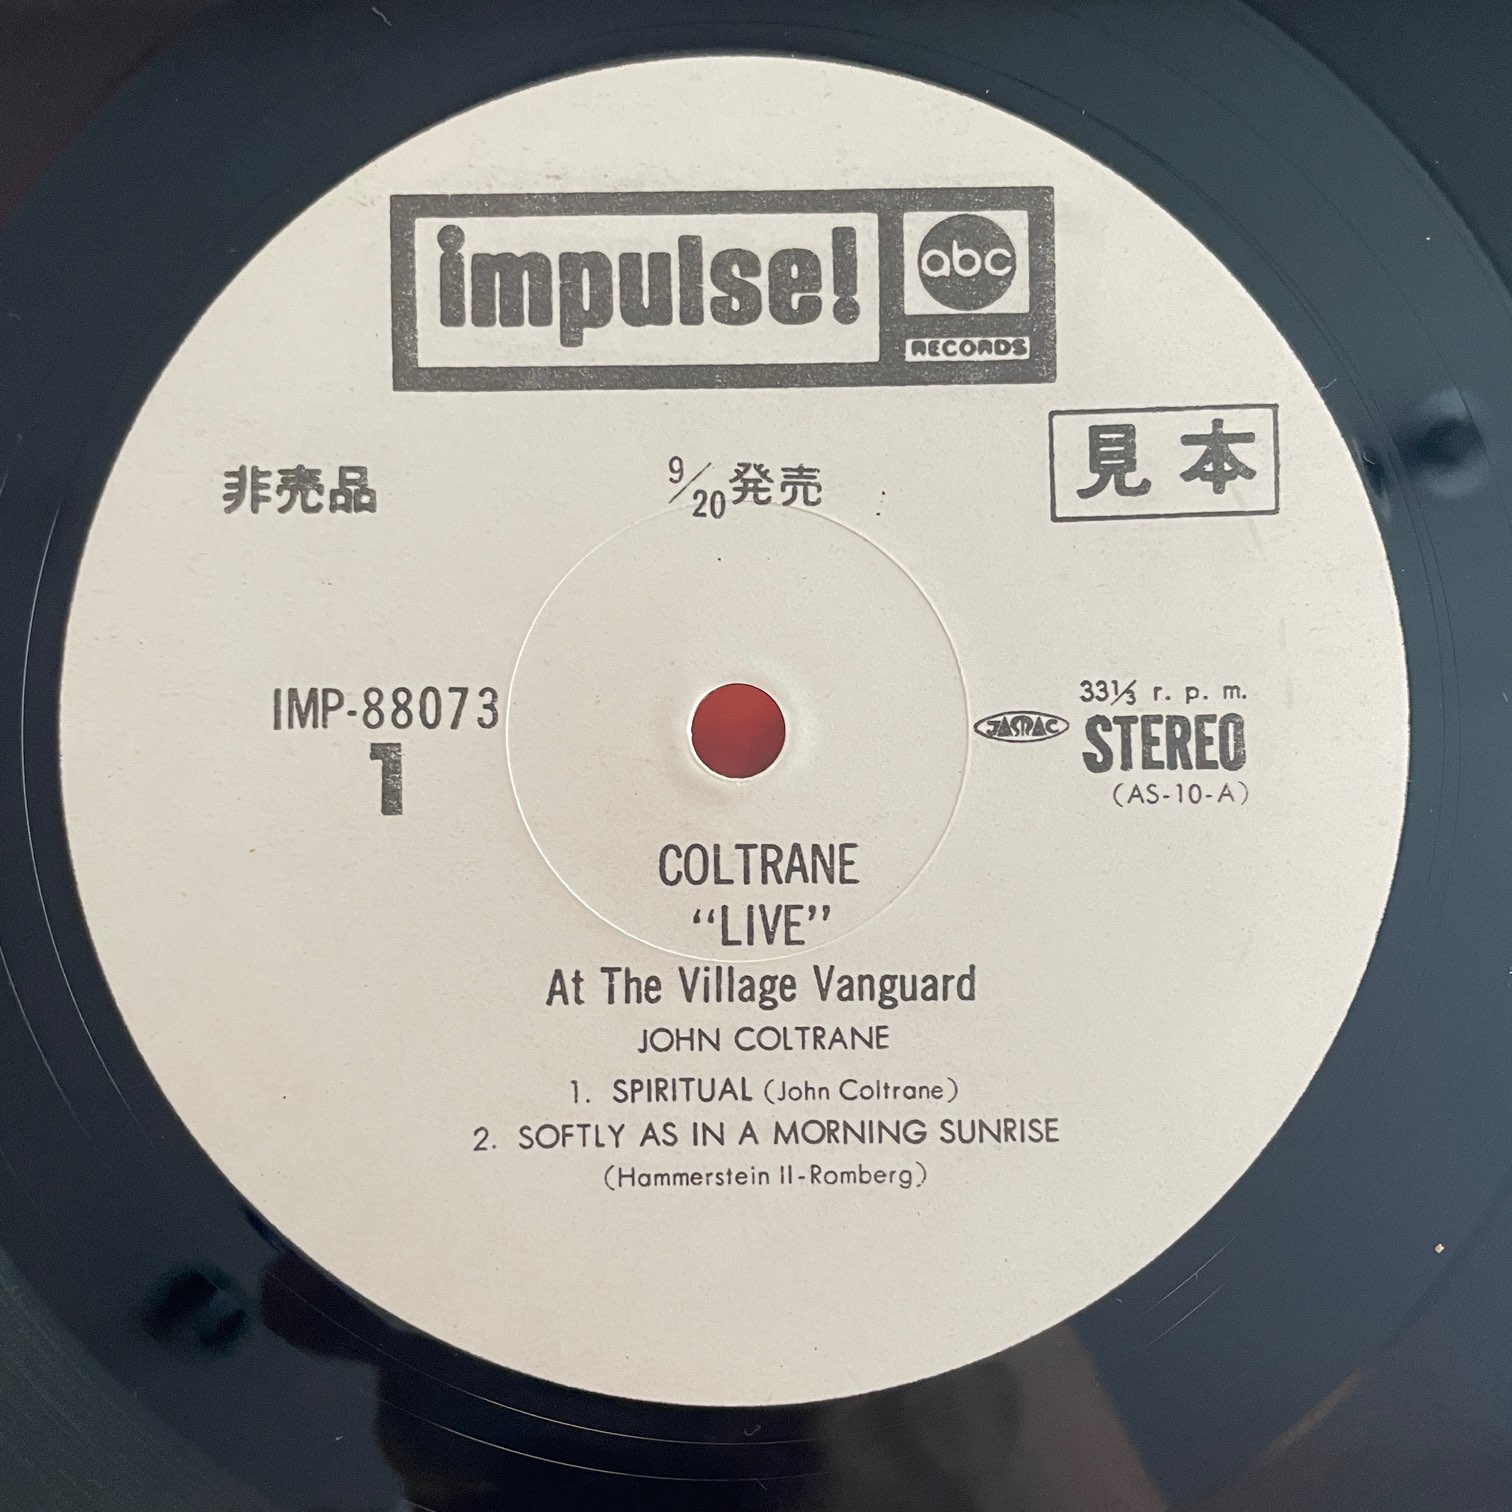 impulse!
abc
RECORDS
見本
非売品
9/20発売
IMP-88073
1
JASRAC
33⅓ r. p. m.
STEREO
(AS-10-A)
COLTRANE
“LIVE”
At The Village Vanguard
JOHN COLTRANE
1. SPIRITUAL (John Coltrane)
2. SOFTLY AS IN A MORNING SUNRISE
(Hammerstein II-Romberg)